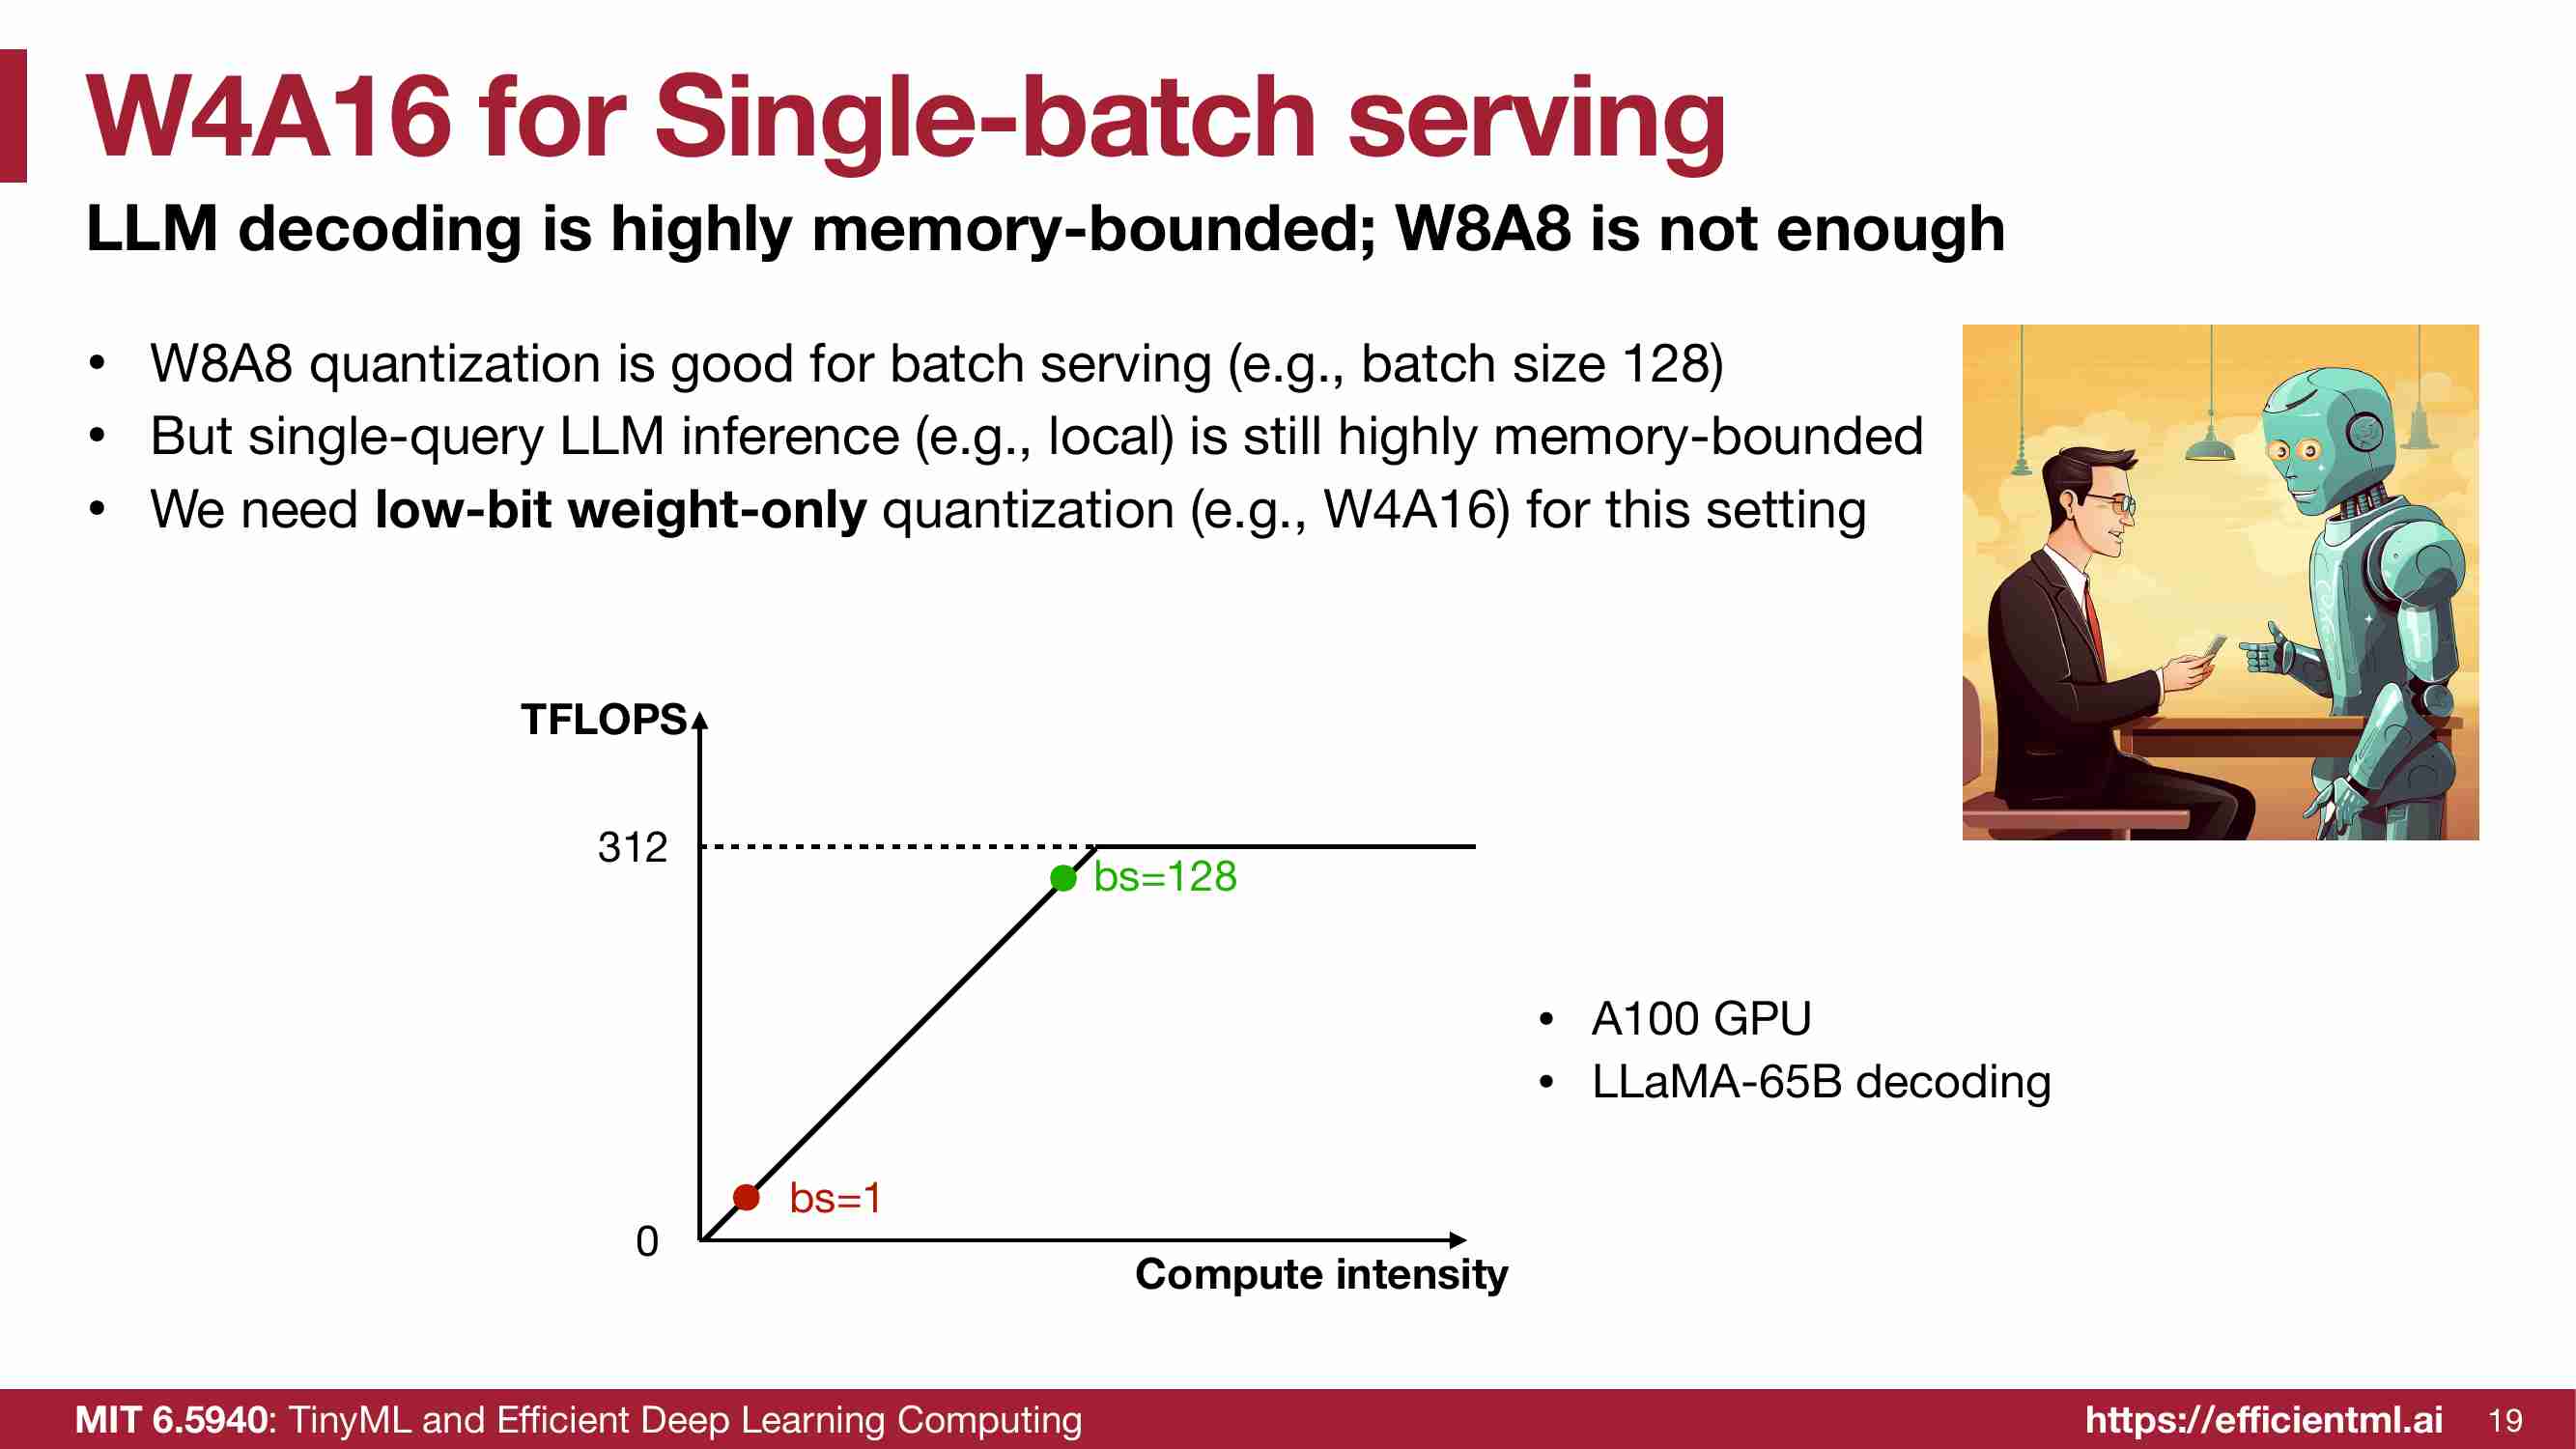 W4A16 for Single-batch serving
LLM decoding is highly memory-bounded; W8A8 is not enough
• W8A8 quantization is good for batch serving (e.g., batch size 128)
• But single-query LLM inference (e.g., local) is still highly memory-bounded
• We need low-bit weight-only quantization (e.g., W4A16) for this setting
TFLOPS
312
bs=128
• A100 GPU
• LLaMA-65B decoding
bs=1
0
Compute intensity
MIT 6.5940: TinyML and Efficient Deep Learning Computing
https://efficientml.ai
19